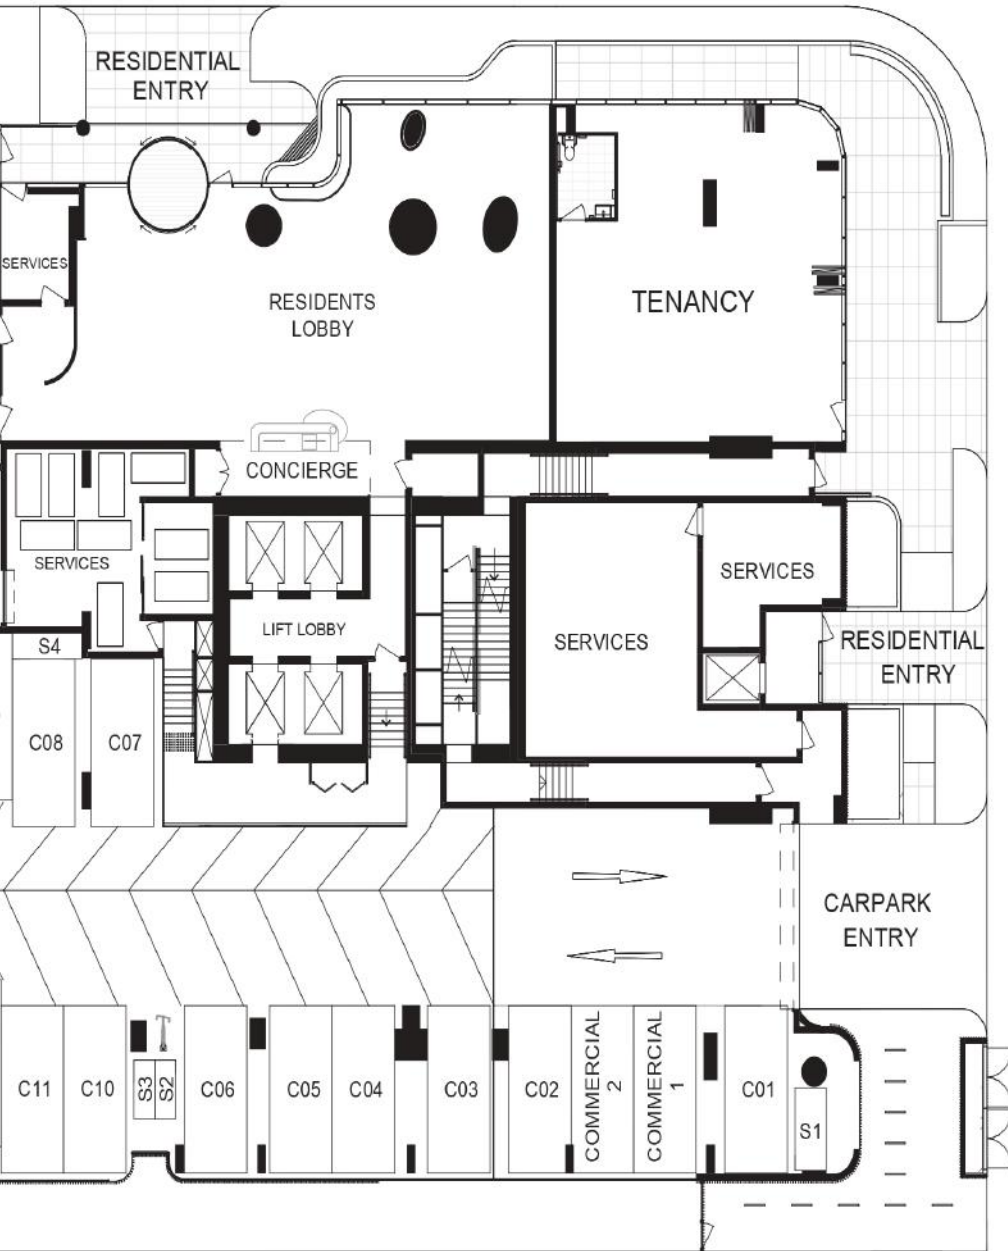 RESIDENTIAL
ENTRY
SERVICES
RESIDENTS
LOBBY
TENANCY
CONCIERGE
SERVICES
LIFT LOBBY
SERVICES
SERVICES
RESIDENTIAL
ENTRY
S4
C08
C07
CARPARK
ENTRY
C11
C10
S3
S2
C06
C05
C04
C03
C02
COMMERCIAL
2
COMMERCIAL
1
C01
S1